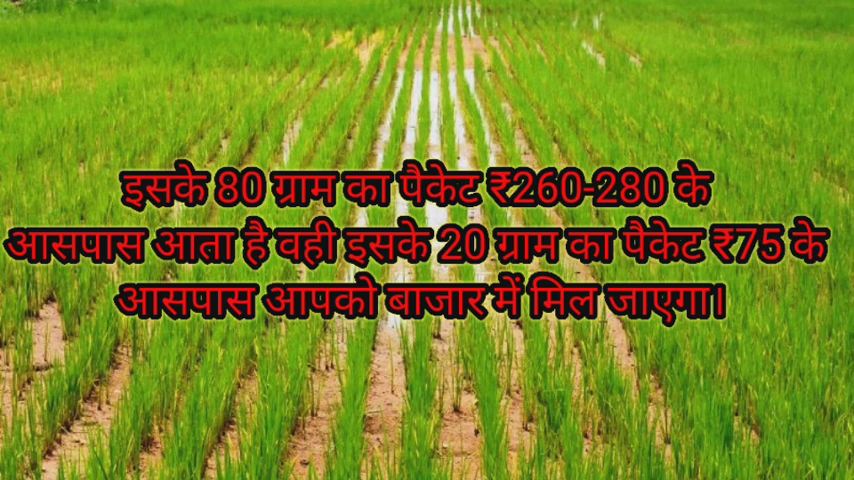 इसके 80 ग्राम का पैकेट ₹260-280 के
आसपास आता है वही इसके 20 ग्राम का पैकेट ₹75 के
आसपास आपको बाजार में मिल जाएगा।